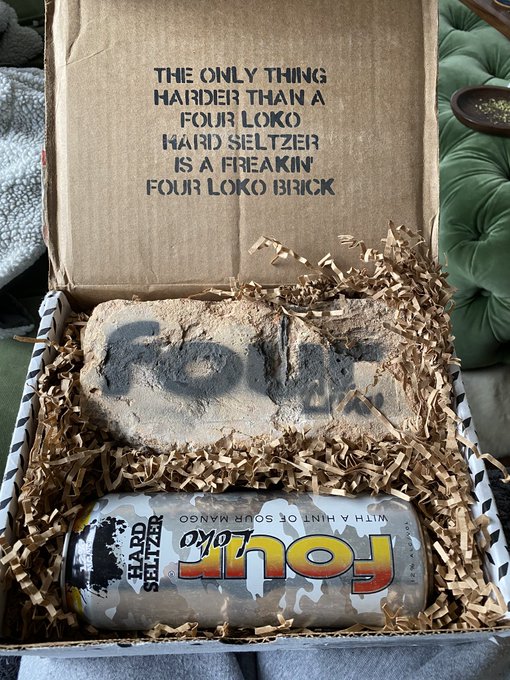 THE ONLY THING
HARDER THAN A
FOUR LOKO
HARD SELTZER
IS A FREAKIN'
FOUR LOKO BRICK
four
WITH A HINT OF SOUR MANGO
four
Loko
HARD
SELTZER